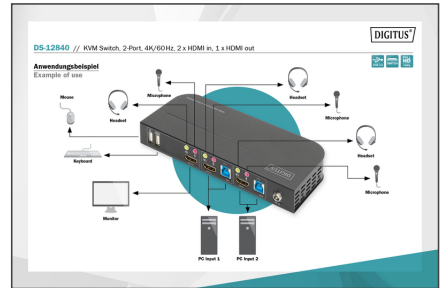 DIGITUS®
DS-12840 // KVM Switch, 2-Port, 4K/60Hz, 2 x HDMI in, 1 x HDMI out
Anwendungsbeispiel
Example of use
Headset
Microphone
Mouse
Microphone
Headset
Headset
Keyboard
Microphone
Monitor
DIGITUS
PC Input 1
PC Input 2